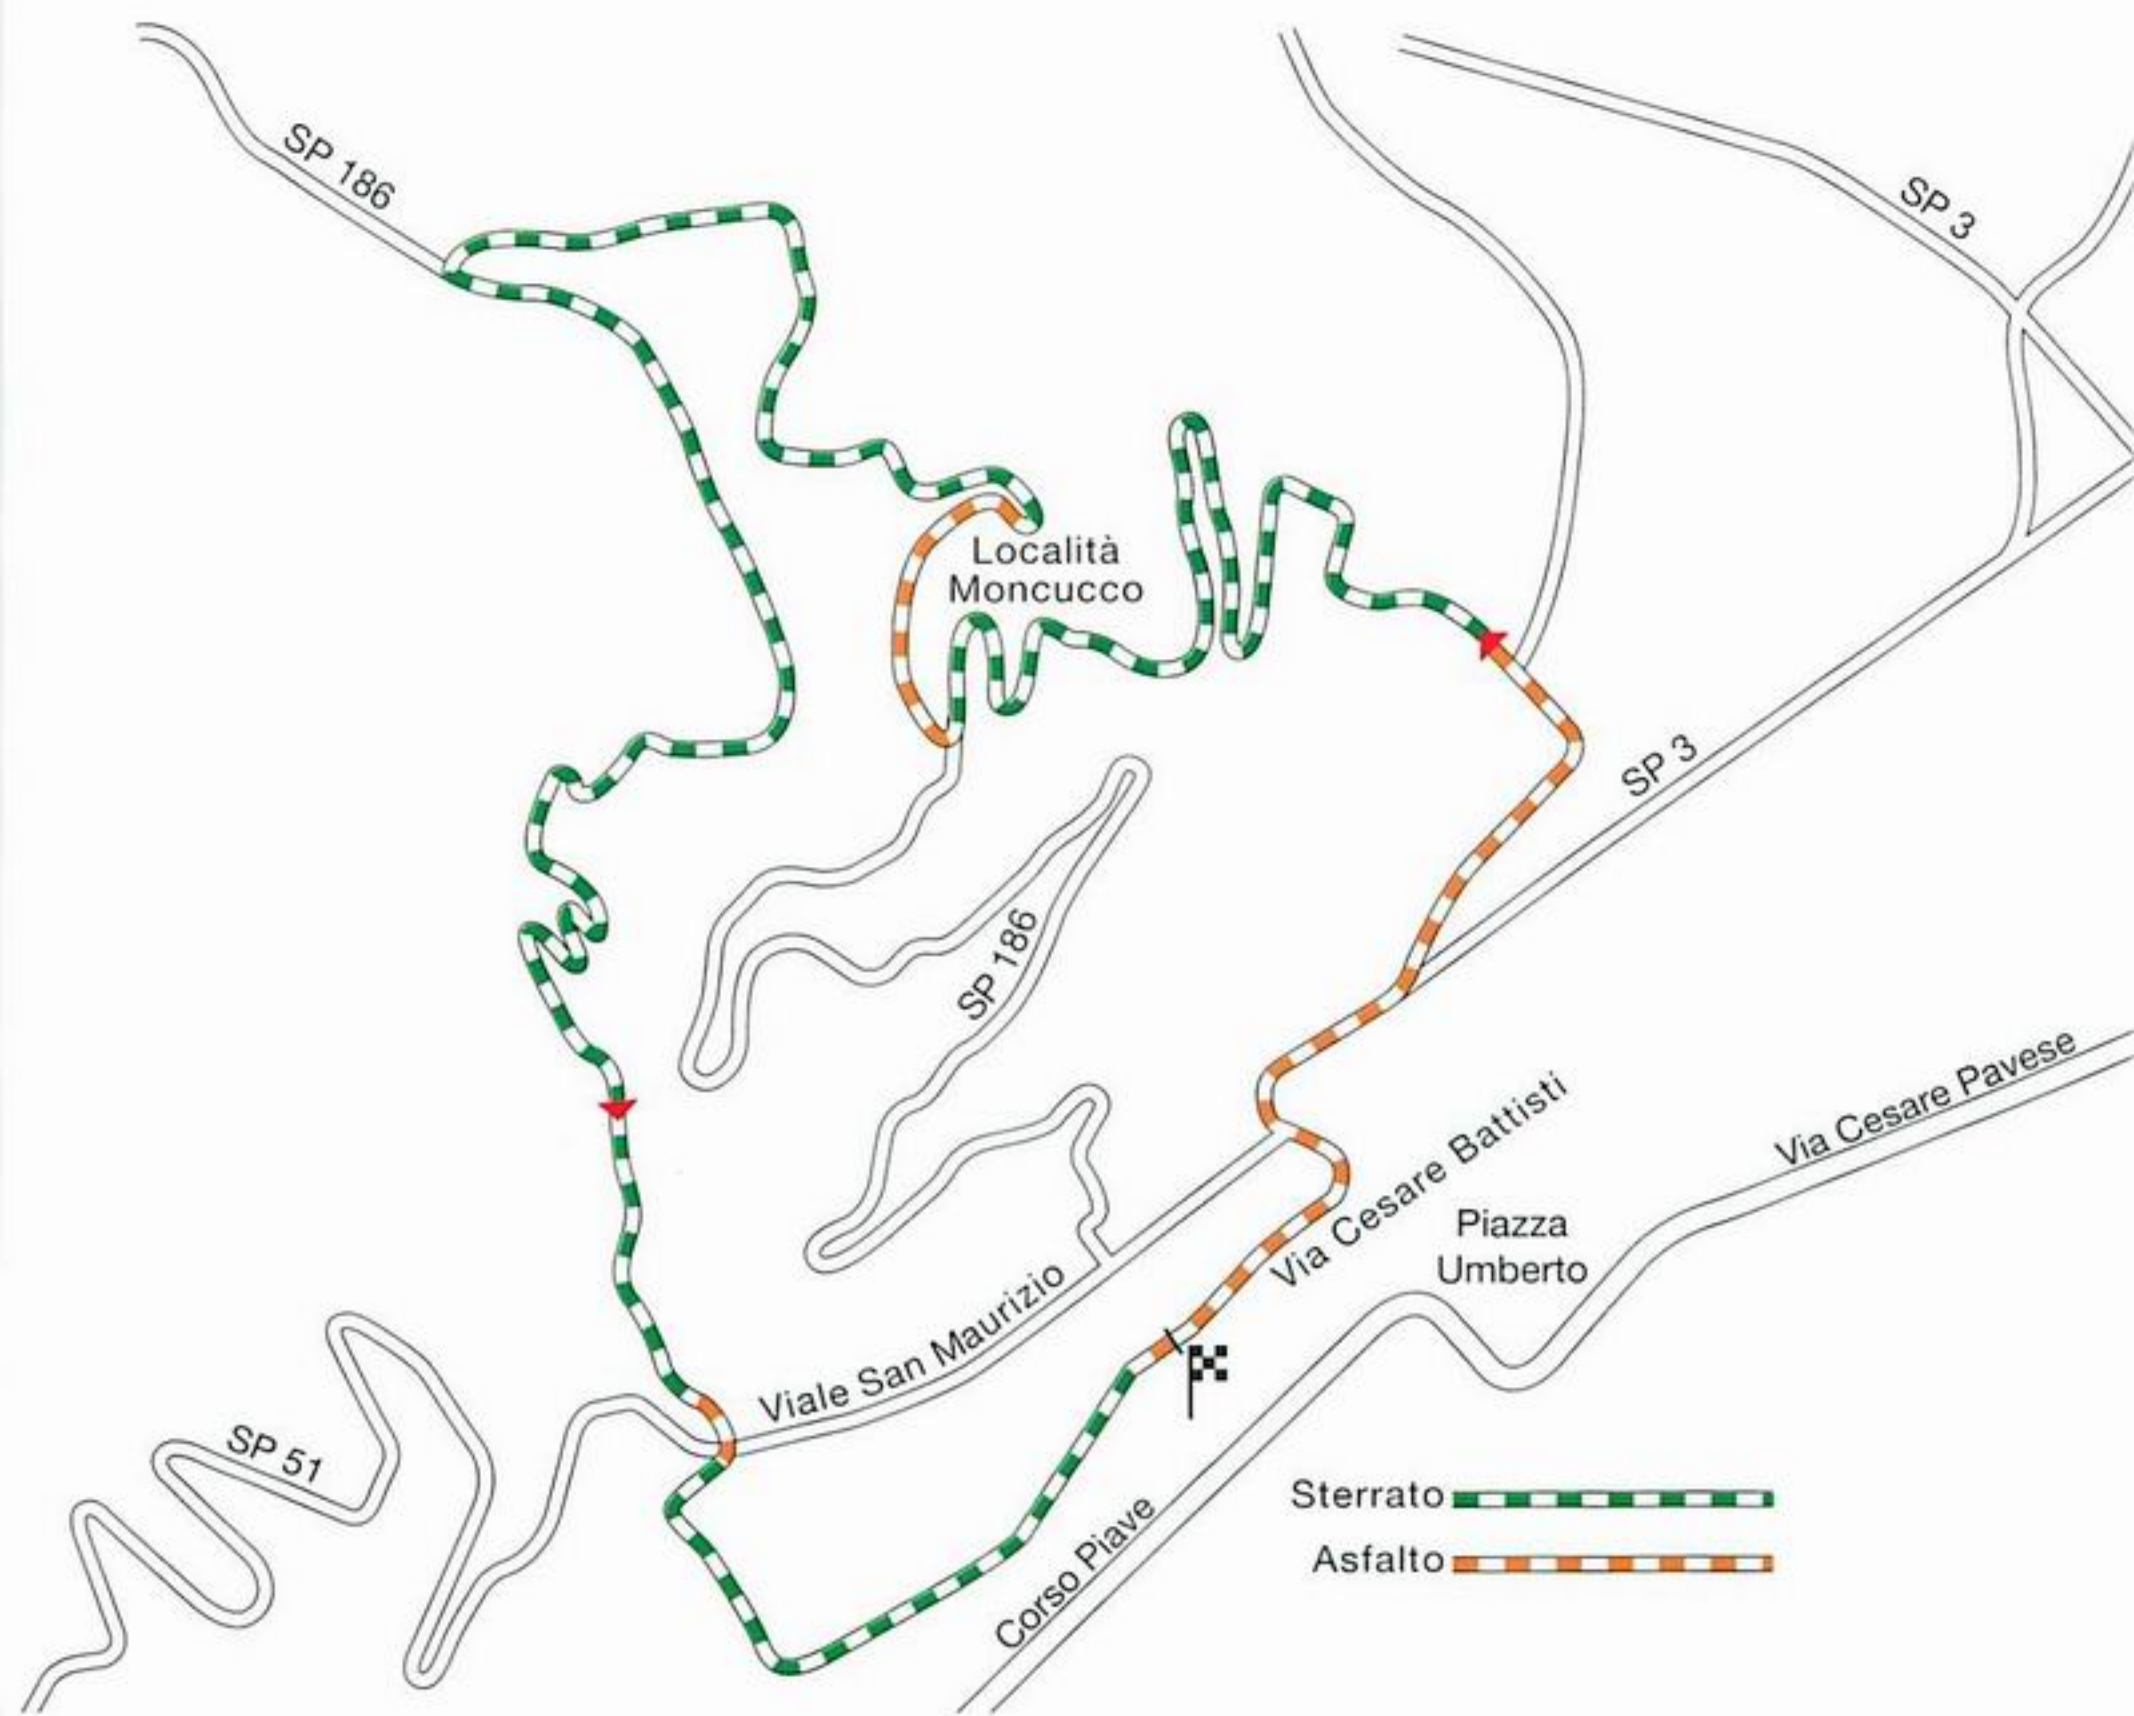 SP 186
SP 3
Località
Moncucco
SP 3
SP 186
Via Cesare Pavese
Via Cesare Battisti
Piazza
Umberto
Viale San Maurizio
SP 51
Sterrato
Corso Piave
Asfalto